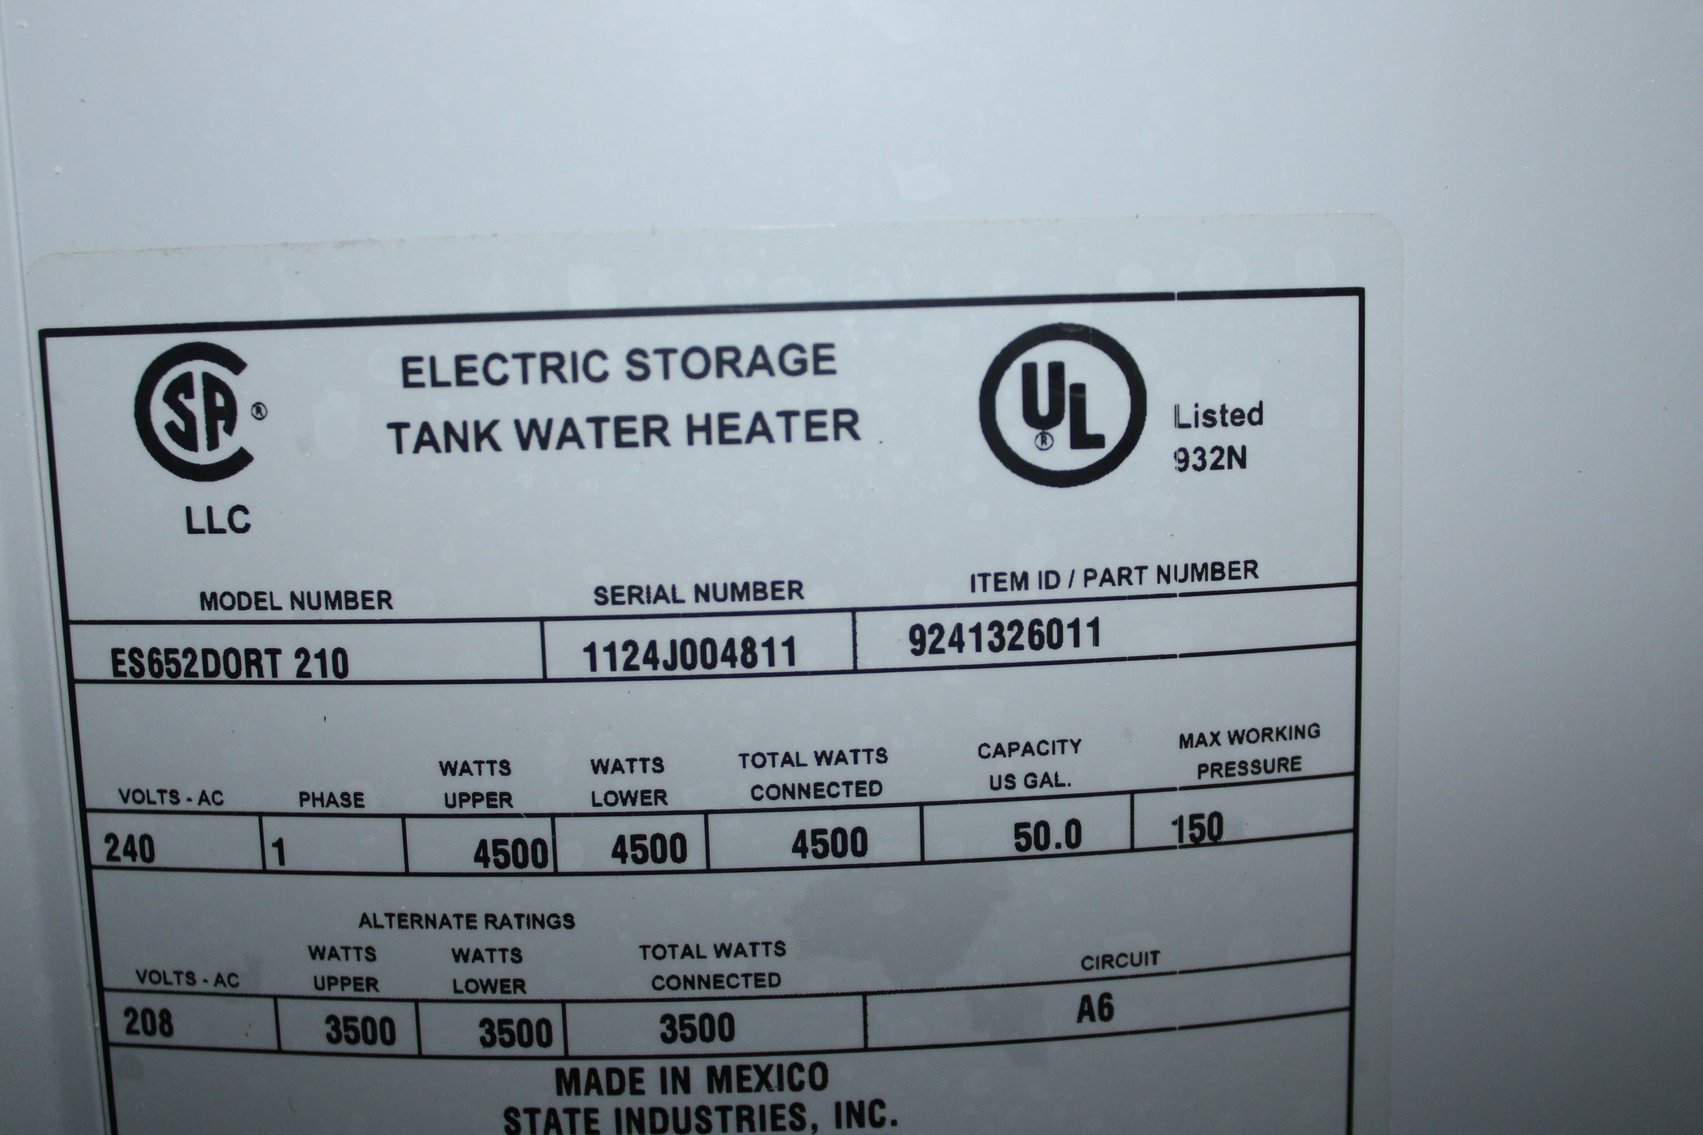 SA ®
LLC
ELECTRIC STORAGE
TANK WATER HEATER
UL ®
Listed
932N
MODEL NUMBER SERIAL NUMBER ITEM ID / PART NUMBER
ES652DORT 210 1124J004811 9241326011
VOLTS - AC PHASE WATTS UPPER WATTS LOWER TOTAL WATTS CONNECTED CAPACITY US GAL. MAX WORKING PRESSURE
240 1 4500 4500 4500 50.0 150
ALTERNATE RATINGS
VOLTS - AC WATTS UPPER WATTS LOWER TOTAL WATTS CONNECTED CIRCUIT
208 3500 3500 3500 A6
MADE IN MEXICO
STATE INDUSTRIES, INC.